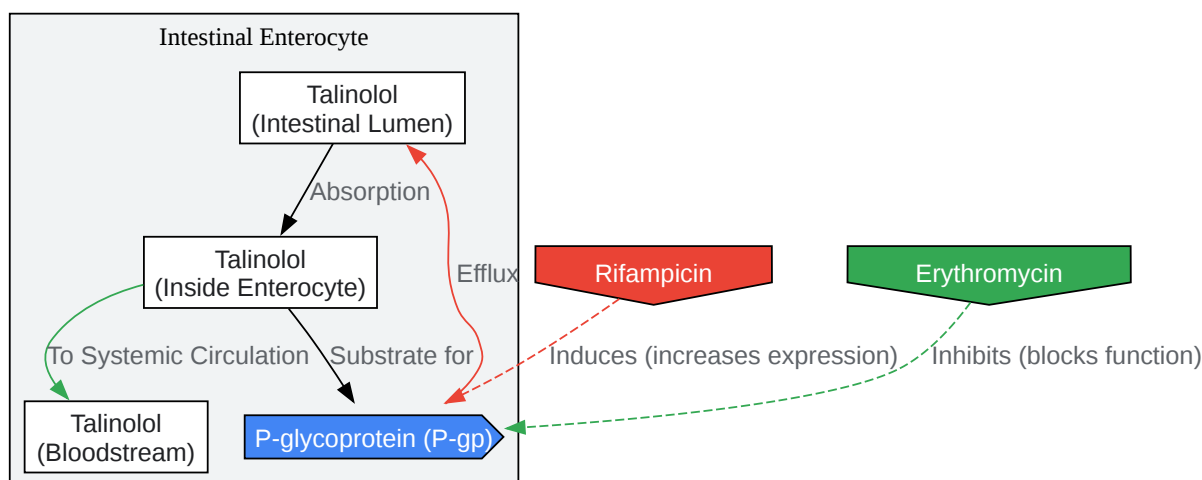 Intestinal Enterocyte
Talinolol
(Intestinal Lumen)
Absorption
Talinolol
(Inside Enterocyte)
Efflux
Rifampicin
Erythromycin
To Systemic Circulation
Substrate for
Induces (increases expression)
Inhibits (blocks function)
Talinolol
(Bloodstream)
P-glycoprotein (P-gp)